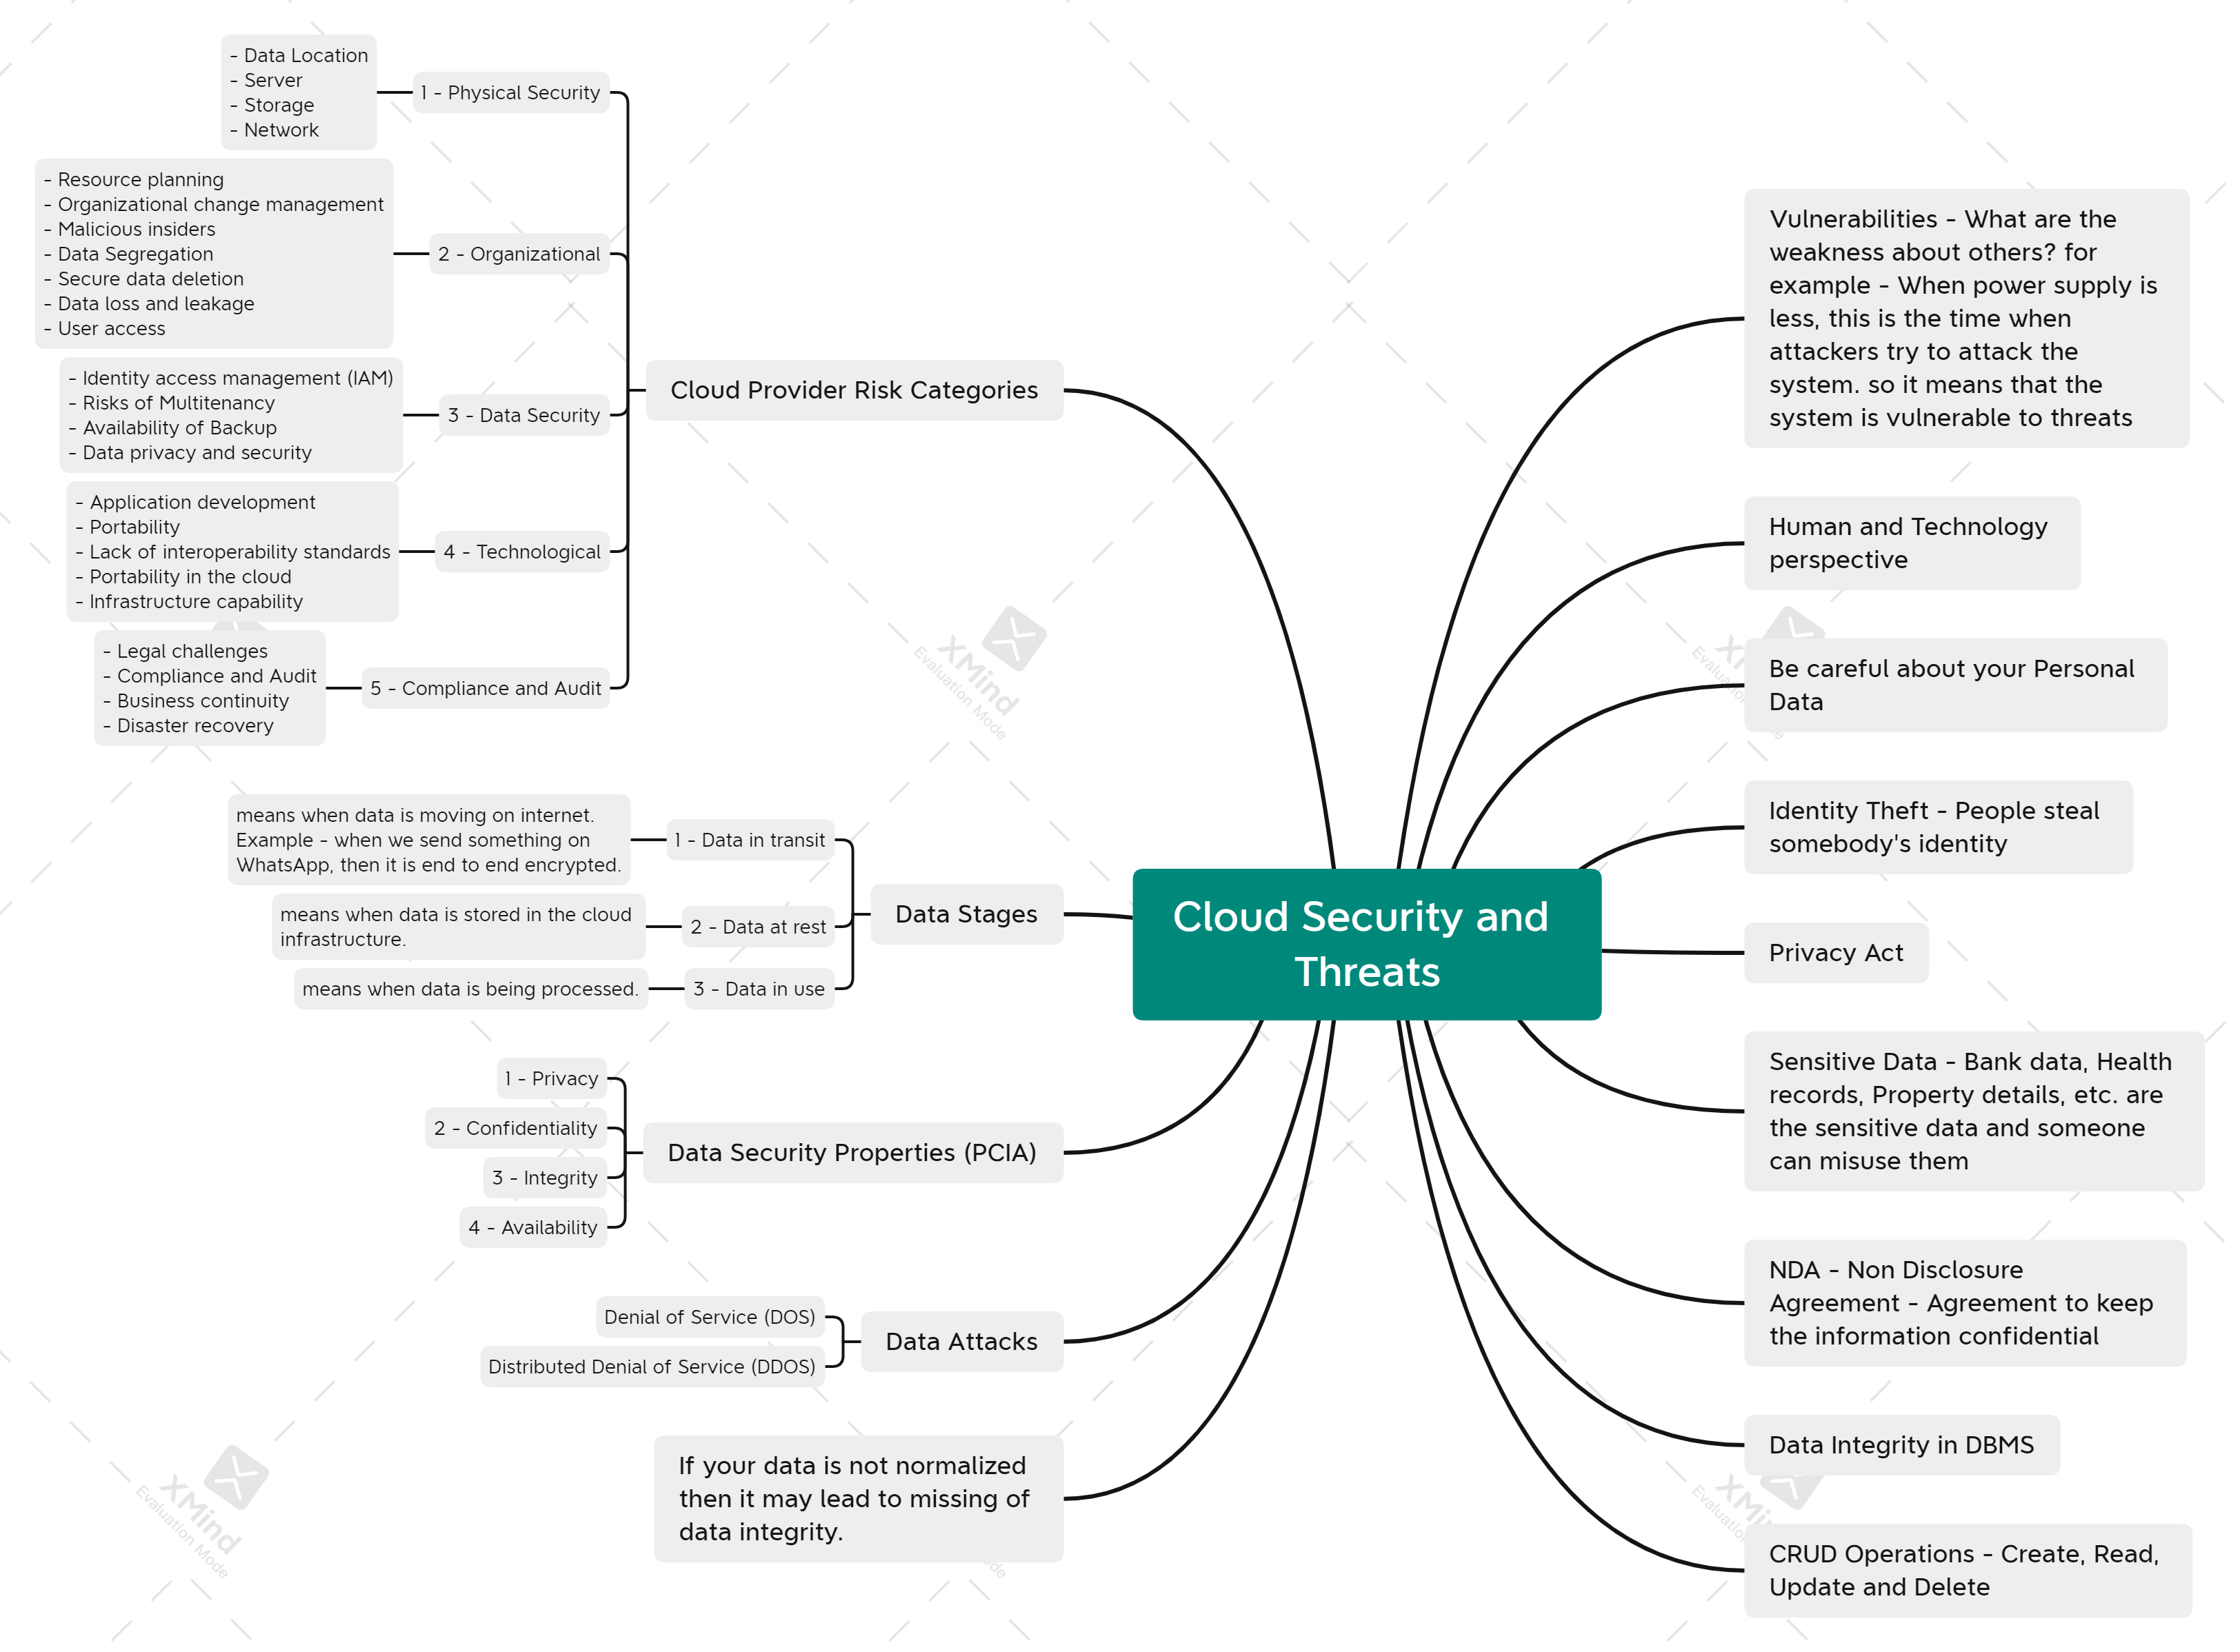 Cloud Security and
Threats
Vulnerabilities - What are the
weakness about others? for
example - When power supply is
less, this is the time when
attackers try to attack the
system. so it means that the
system is vulnerable to threats
Human and Technology
perspective
Be careful about your Personal
Data
Identity Theft - People steal
somebody's identity
Privacy Act
Sensitive Data - Bank data, Health
records, Property details, etc. are
the sensitive data and someone
can misuse them
NDA - Non Disclosure
Agreement - Agreement to keep
the information confidential
Data Integrity in DBMS
CRUD Operations - Create, Read,
Update and Delete
Cloud Provider Risk Categories
1 - Physical Security
- Data Location
- Server
- Storage
- Network
2 - Organizational
- Resource planning
- Organizational change management
- Malicious insiders
- Data Segregation
- Secure data deletion
- Data loss and leakage
- User access
3 - Data Security
- Identity access management (IAM)
- Risks of Multitenancy
- Availability of Backup
- Data privacy and security
4 - Technological
- Application development
- Portability
- Lack of interoperability standards
- Portability in the cloud
- Infrastructure capability
5 - Compliance and Audit
- Legal challenges
- Compliance and Audit
- Business continuity
- Disaster recovery
Data Stages
1 - Data in transit
means when data is moving on internet.
Example - when we send something on
WhatsApp, then it is end to end encrypted.
2 - Data at rest
means when data is stored in the cloud
infrastructure.
3 - Data in use
means when data is being processed.
Data Security Properties (PCIA)
1 - Privacy
2 - Confidentiality
3 - Integrity
4 - Availability
Data Attacks
Denial of Service (DOS)
Distributed Denial of Service (DDOS)
If your data is not normalized
then it may lead to missing of
data integrity.
XMind
Evaluation Mode
XMind
Evaluation Mode